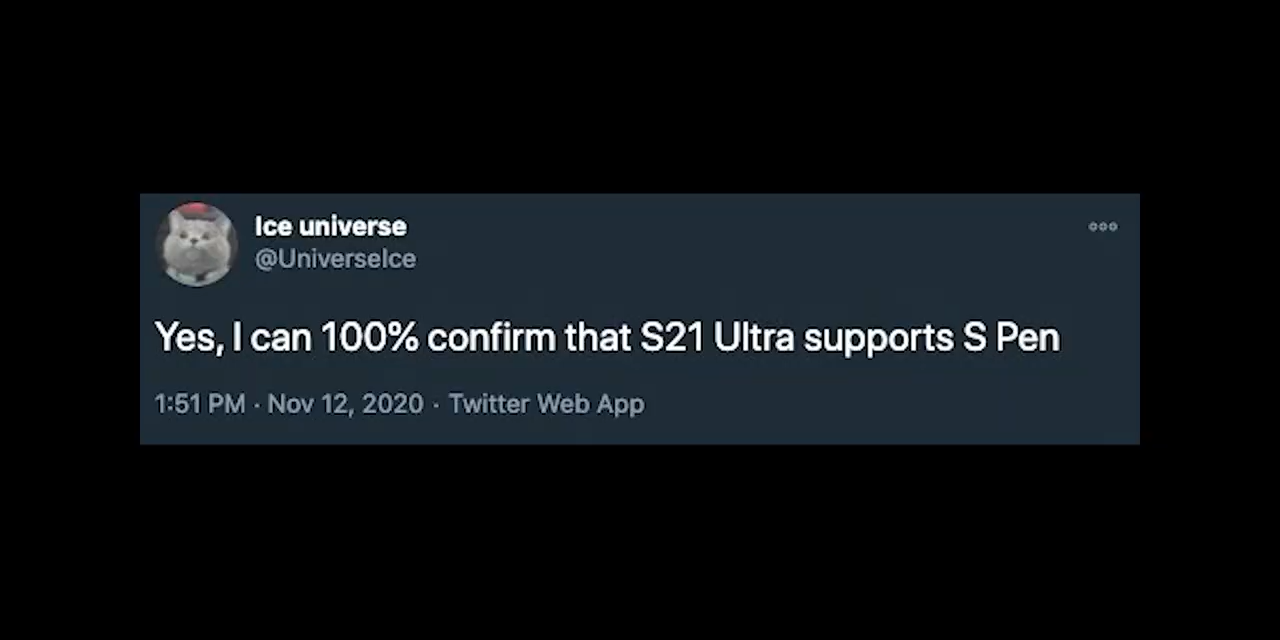 Ice universe
@UniverseIce
Yes, I can 100% confirm that S21 Ultra supports S Pen
1:51 PM · Nov 12, 2020 · Twitter Web App